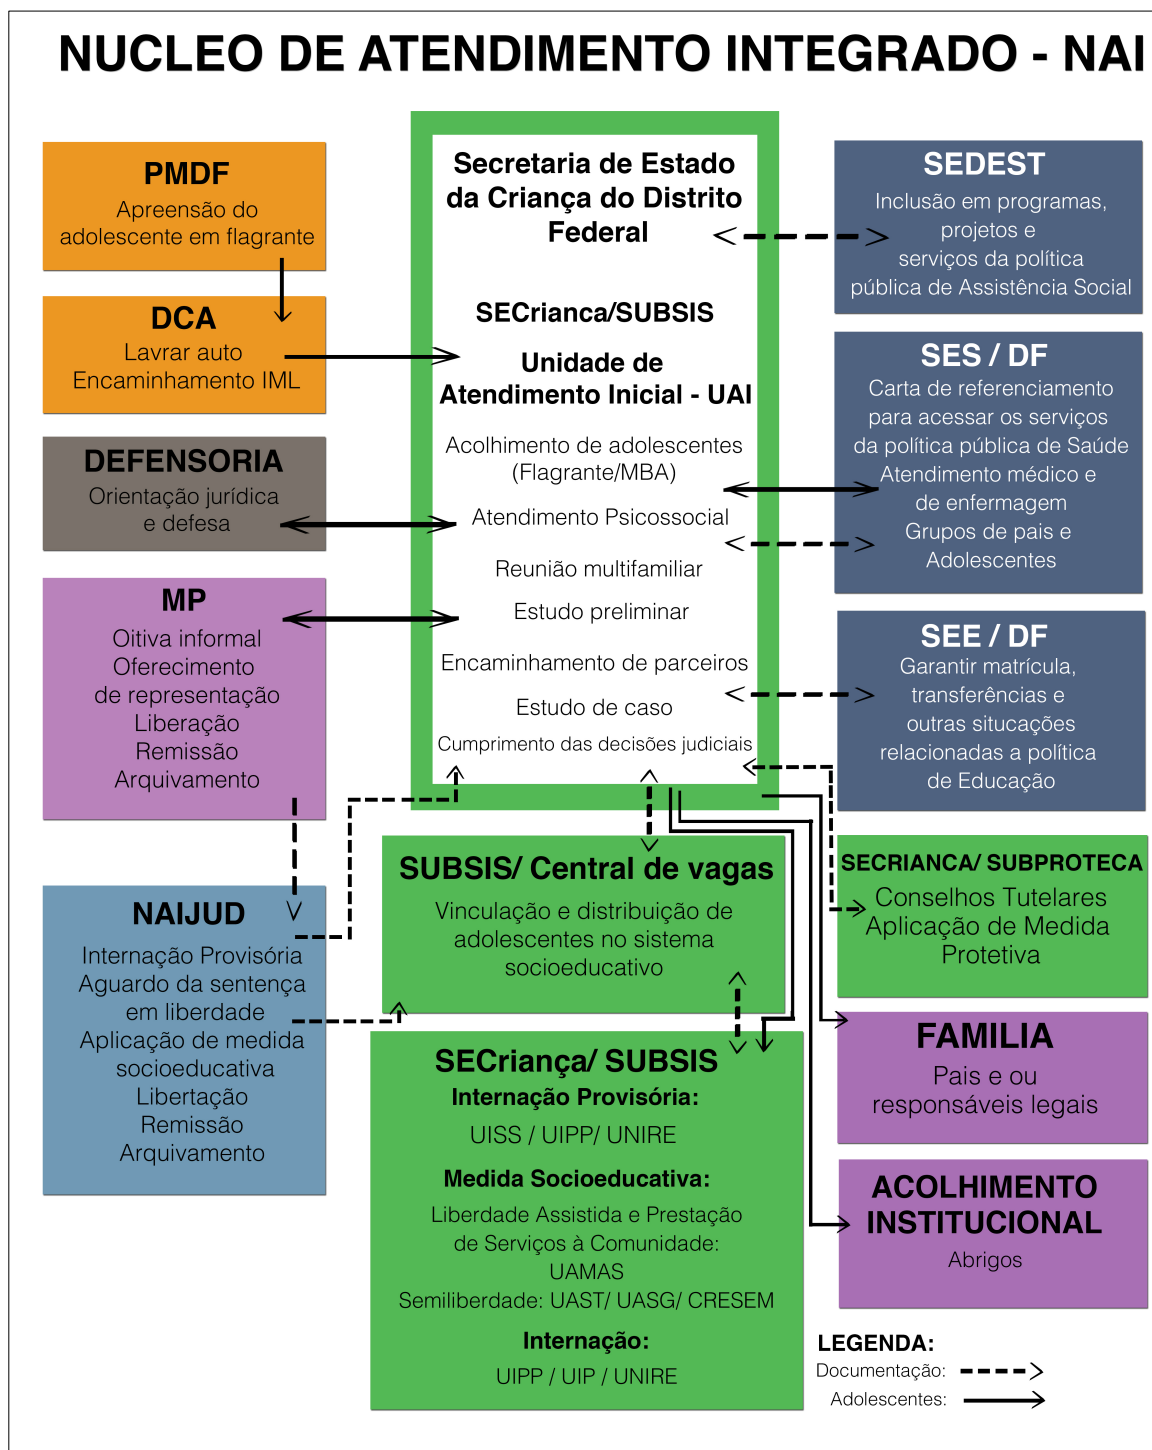 NUCLEO DE ATENDIMENTO INTEGRADO - NAI
PMDF
Apreensão do
adolescente em flagrante
DCA
Lavrar auto
Encaminhamento IML
DEFENSORIA
Orientação jurídica
e defesa
MP
Oitiva informal
Oferecimento
de representação
Liberação
Remissão
Arquivamento
NAIJUD
Internação Provisória
Aguardo da sentença
em liberdade
Aplicação de medida
socioeducativa
Libertação
Remissão
Arquivamento
Secretaria de Estado
da Criança do Distrito
Federal
SECrianca/SUBSIS
Unidade de
Atendimento Inicial - UAI
Acolhimento de adolescentes
(Flagrante/MBA)
Atendimento Psicossocial
Reunião multifamiliar
Estudo preliminar
Encaminhamento de parceiros
Estudo de caso
Cumprimento das decisões judiciais
SUBSIS/ Central de vagas
Vinculação e distribuição de
adolescentes no sistema
socioeducativo
SECriança/ SUBSIS
Internação Provisória:
UISS / UIPP/ UNIRE
Medida Socioeducativa:
Liberdade Assistida e Prestação
de Serviços à Comunidade:
UAMAS
Semiliberdade: UAST/ UASG/ CRESEM
Internação:
UIPP / UIP / UNIRE
SEDEST
Inclusão em programas,
projetos e
serviços da política
pública de Assistência Social
SES / DF
Carta de referenciamento
para acessar os serviços
da política pública de Saúde
Atendimento médico e
de enfermagem
Grupos de pais e
Adolescentes
SEE / DF
Garantir matrícula,
transferências e
outras situcações
relacionadas a política
de Educação
SECRIANCA/ SUBPROTECA
Conselhos Tutelares
Aplicação de Medida
Protetiva
FAMILIA
Pais e ou
responsáveis legais
ACOLHIMENTO
INSTITUCIONAL
Abrigos
LEGENDA:
Documentação:
Adolescentes: